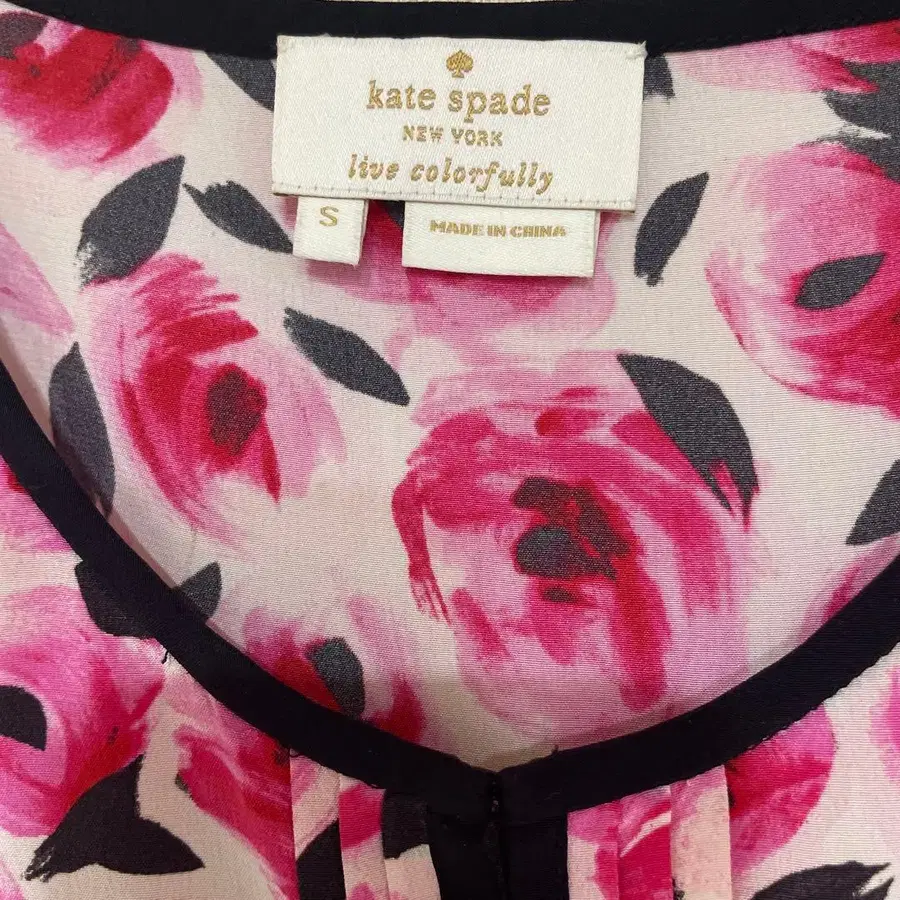 kate spade
NEW YORK
live colorfully
S
MADE IN CHINA